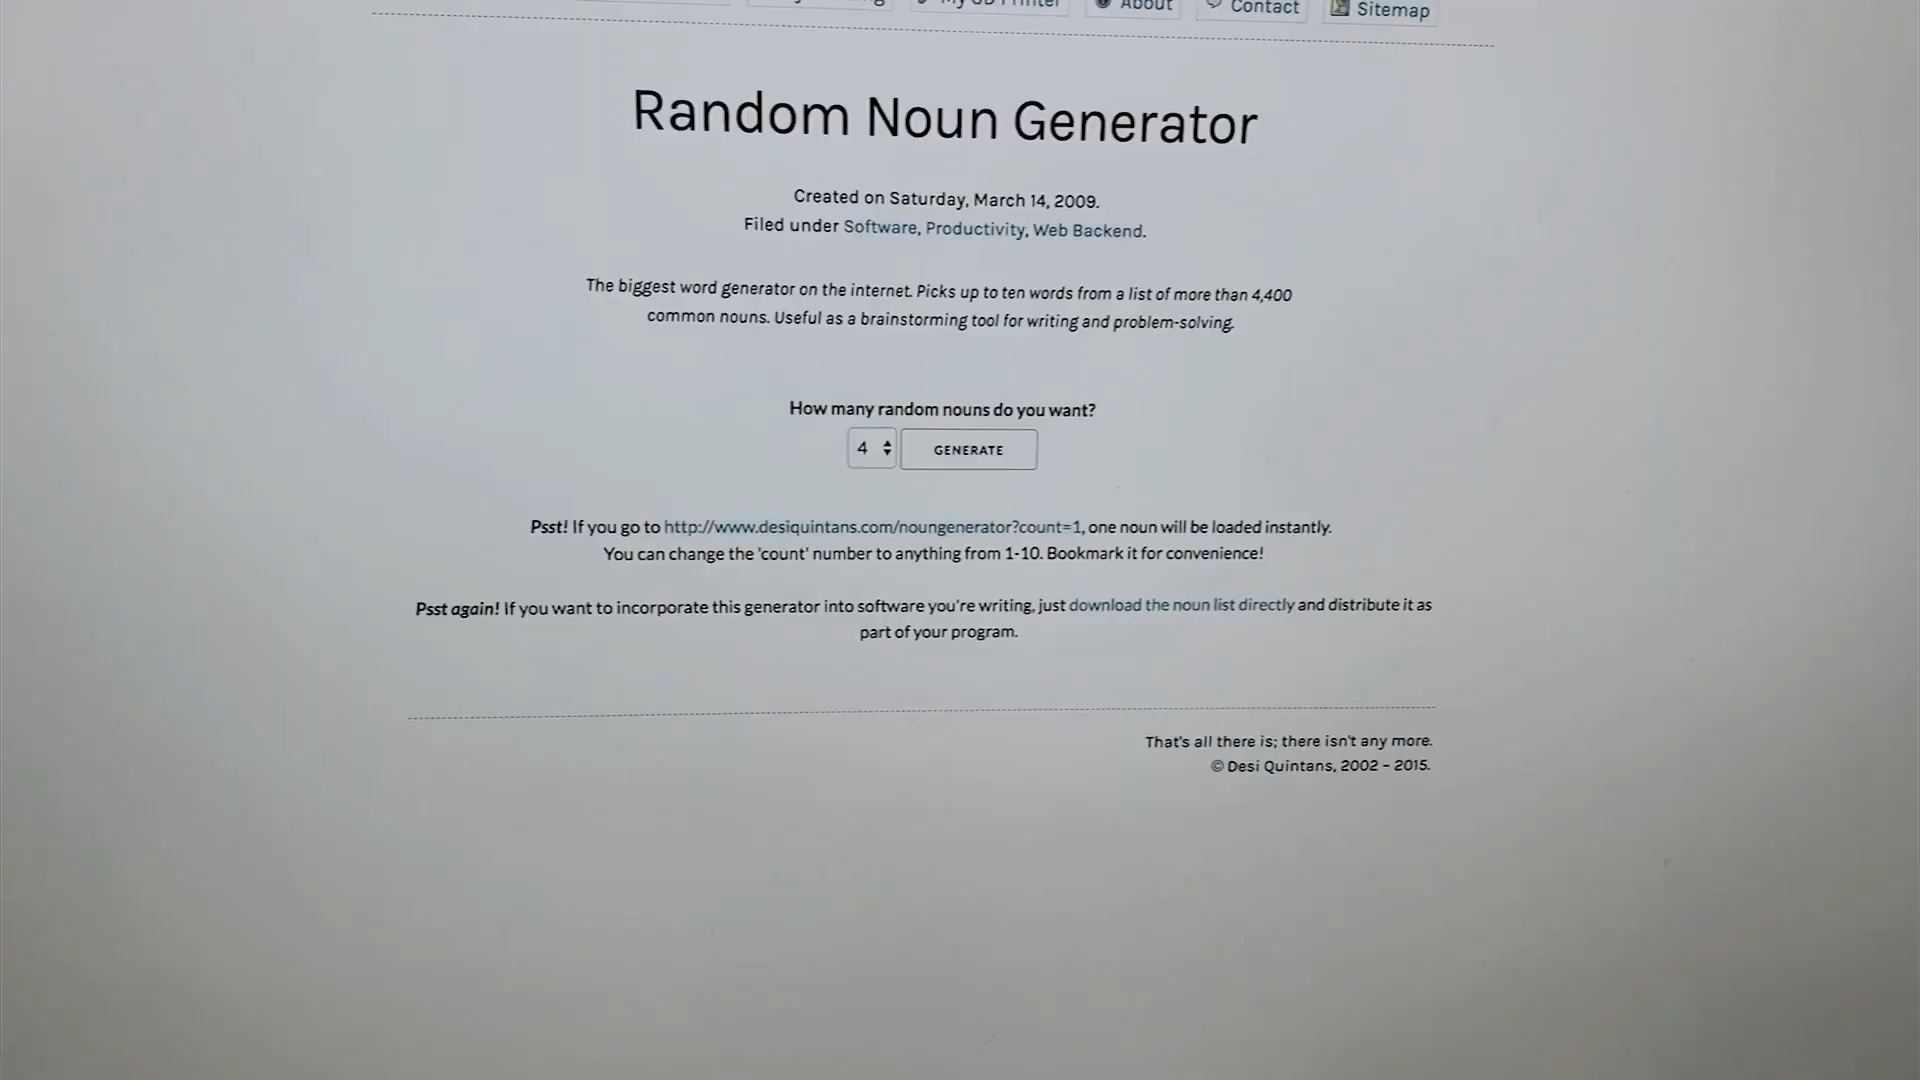 My 3D Printer About Contact Sitemap
Random Noun Generator
Created on Saturday, March 14, 2009.
Filed under Software, Productivity, Web Backend.
The biggest word generator on the internet. Picks up to ten words from a list of more than 4,400
common nouns. Useful as a brainstorming tool for writing and problem-solving.
How many random nouns do you want?
4 GENERATE
Psst! If you go to http://www.desiquintans.com/noungenerator?count=1, one noun will be loaded instantly.
You can change the 'count' number to anything from 1-10. Bookmark it for convenience!
Psst again! If you want to incorporate this generator into software you're writing, just download the noun list directly and distribute it as
part of your program.
That's all there is; there isn't any more.
© Desi Quintans, 2002 – 2015.